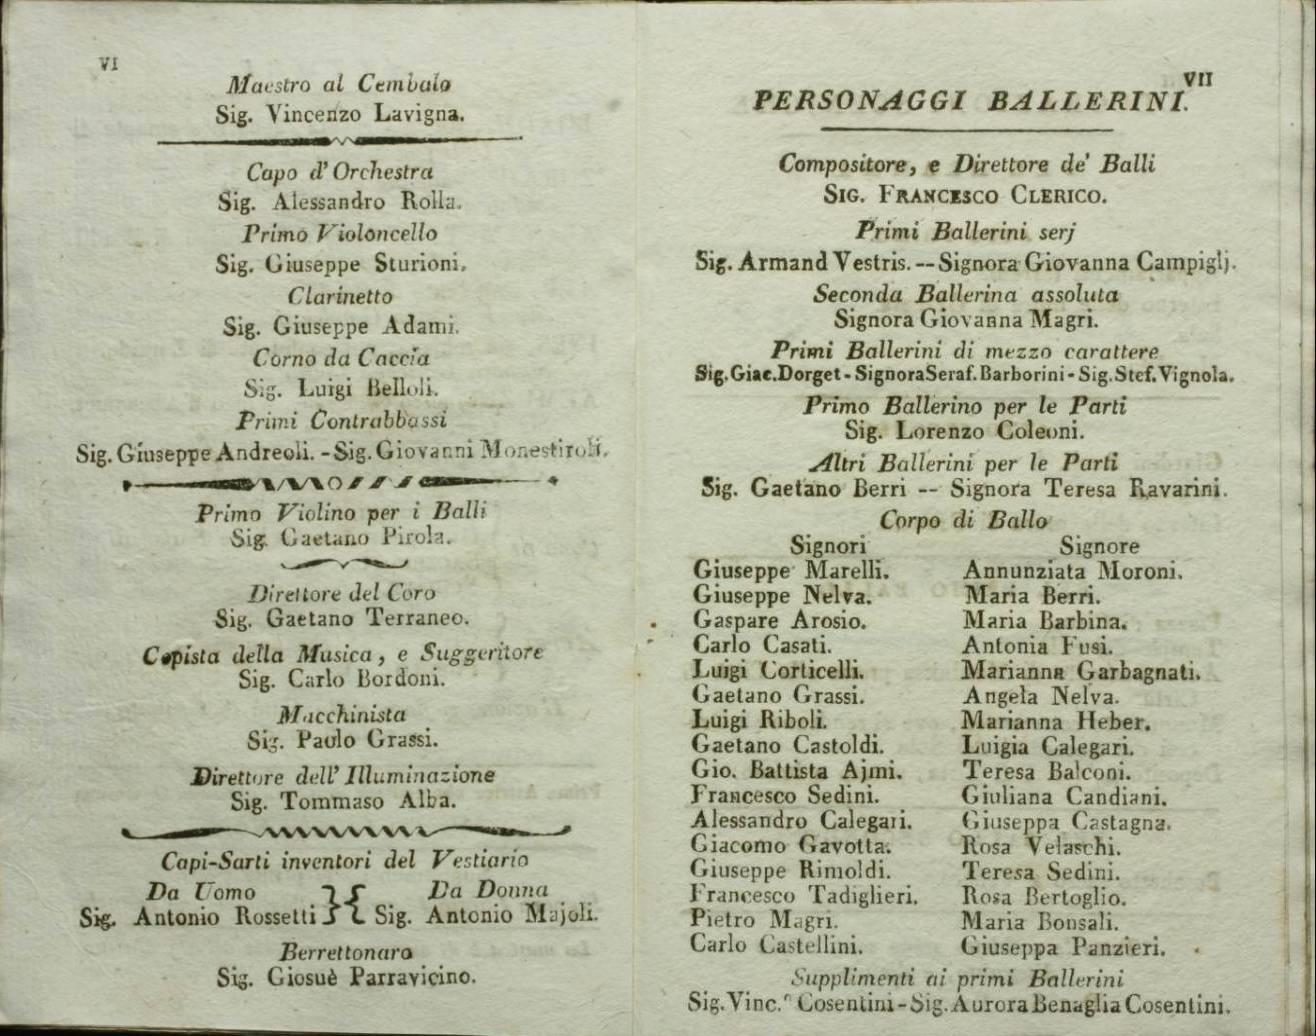 VI
Maestro al Cembalo
Sig. Vincenzo Lavigna.
Capo d'Orchestra
Sig. Alessandro Rolla.
Primo Violoncello
Sig. Giuseppe Sturioni.
Clarinetto
Sig. Giuseppe Adami.
Corno da Caccia
Sig. Luigi Belloli.
Primi Contrabbassi
Sig. Giuseppe Andreoli. - Sig. Giovanni Monestiroli.
Primo Violino per i Balli
Sig. Gaetano Pirola.
Direttore del Coro
Sig. Gaetano Terraneo.
Copista della Musica, e Suggeritore
Sig. Carlo Bordoni.
Macchinista
Sig. Paolo Grassi.
Direttore dell' Illuminazione
Sig. Tommaso Alba.
Capi-Sarti inventori del Vestiario
Da Uomo Da Donna
Sig. Antonio Rossetti Sig. Antonio Majoli.
Berrettonaro
Sig. Giosuè Parravicino.
VII
PERSONAGGI BALLERINI.
Compositore, e Direttore de' Balli
SIG. FRANCESCO CLERICO.
Primi Ballerini serj
Sig. Armand Vestris. -- Signora Giovanna Campiglj.
Seconda Ballerina assoluta
Signora Giovanna Magri.
Primi Ballerini di mezzo carattere
Sig. Giac. Dorget - Signora Seraf. Barborini - Sig. Stef. Vignola.
Primo Ballerino per le Parti
Sig. Lorenzo Coleoni.
Altri Ballerini per le Parti
Sig. Gaetano Berri -- Signora Teresa Ravarini.
Corpo di Ballo
Signori Signore
Giuseppe Marelli. Annunziata Moroni.
Giuseppe Nelva. Maria Berri.
Gaspare Arosio. Maria Barbina.
Carlo Casati. Antonia Fusi.
Luigi Corticelli. Marianna Garbagnati.
Gaetano Grassi. Angela Nelva.
Luigi Riboli. Marianna Heber.
Gaetano Castoldi. Luigia Calegari.
Gio. Battista Ajmi. Teresa Balconi.
Francesco Sedini. Giuliana Candiani.
Alessandro Calegari. Giuseppa Castagna.
Giacomo Gavotta. Rosa Velaschi.
Giuseppe Rimoldi. Teresa Sedini.
Francesco Tadiglieri. Rosa Bertoglio.
Pietro Magri. Maria Bonsali.
Carlo Castellini. Giuseppa Panzieri.
Supplimenti ai primi Ballerini
Sig. Vinc.º Cosentini - Sig. Aurora Benaglia Cosentini.